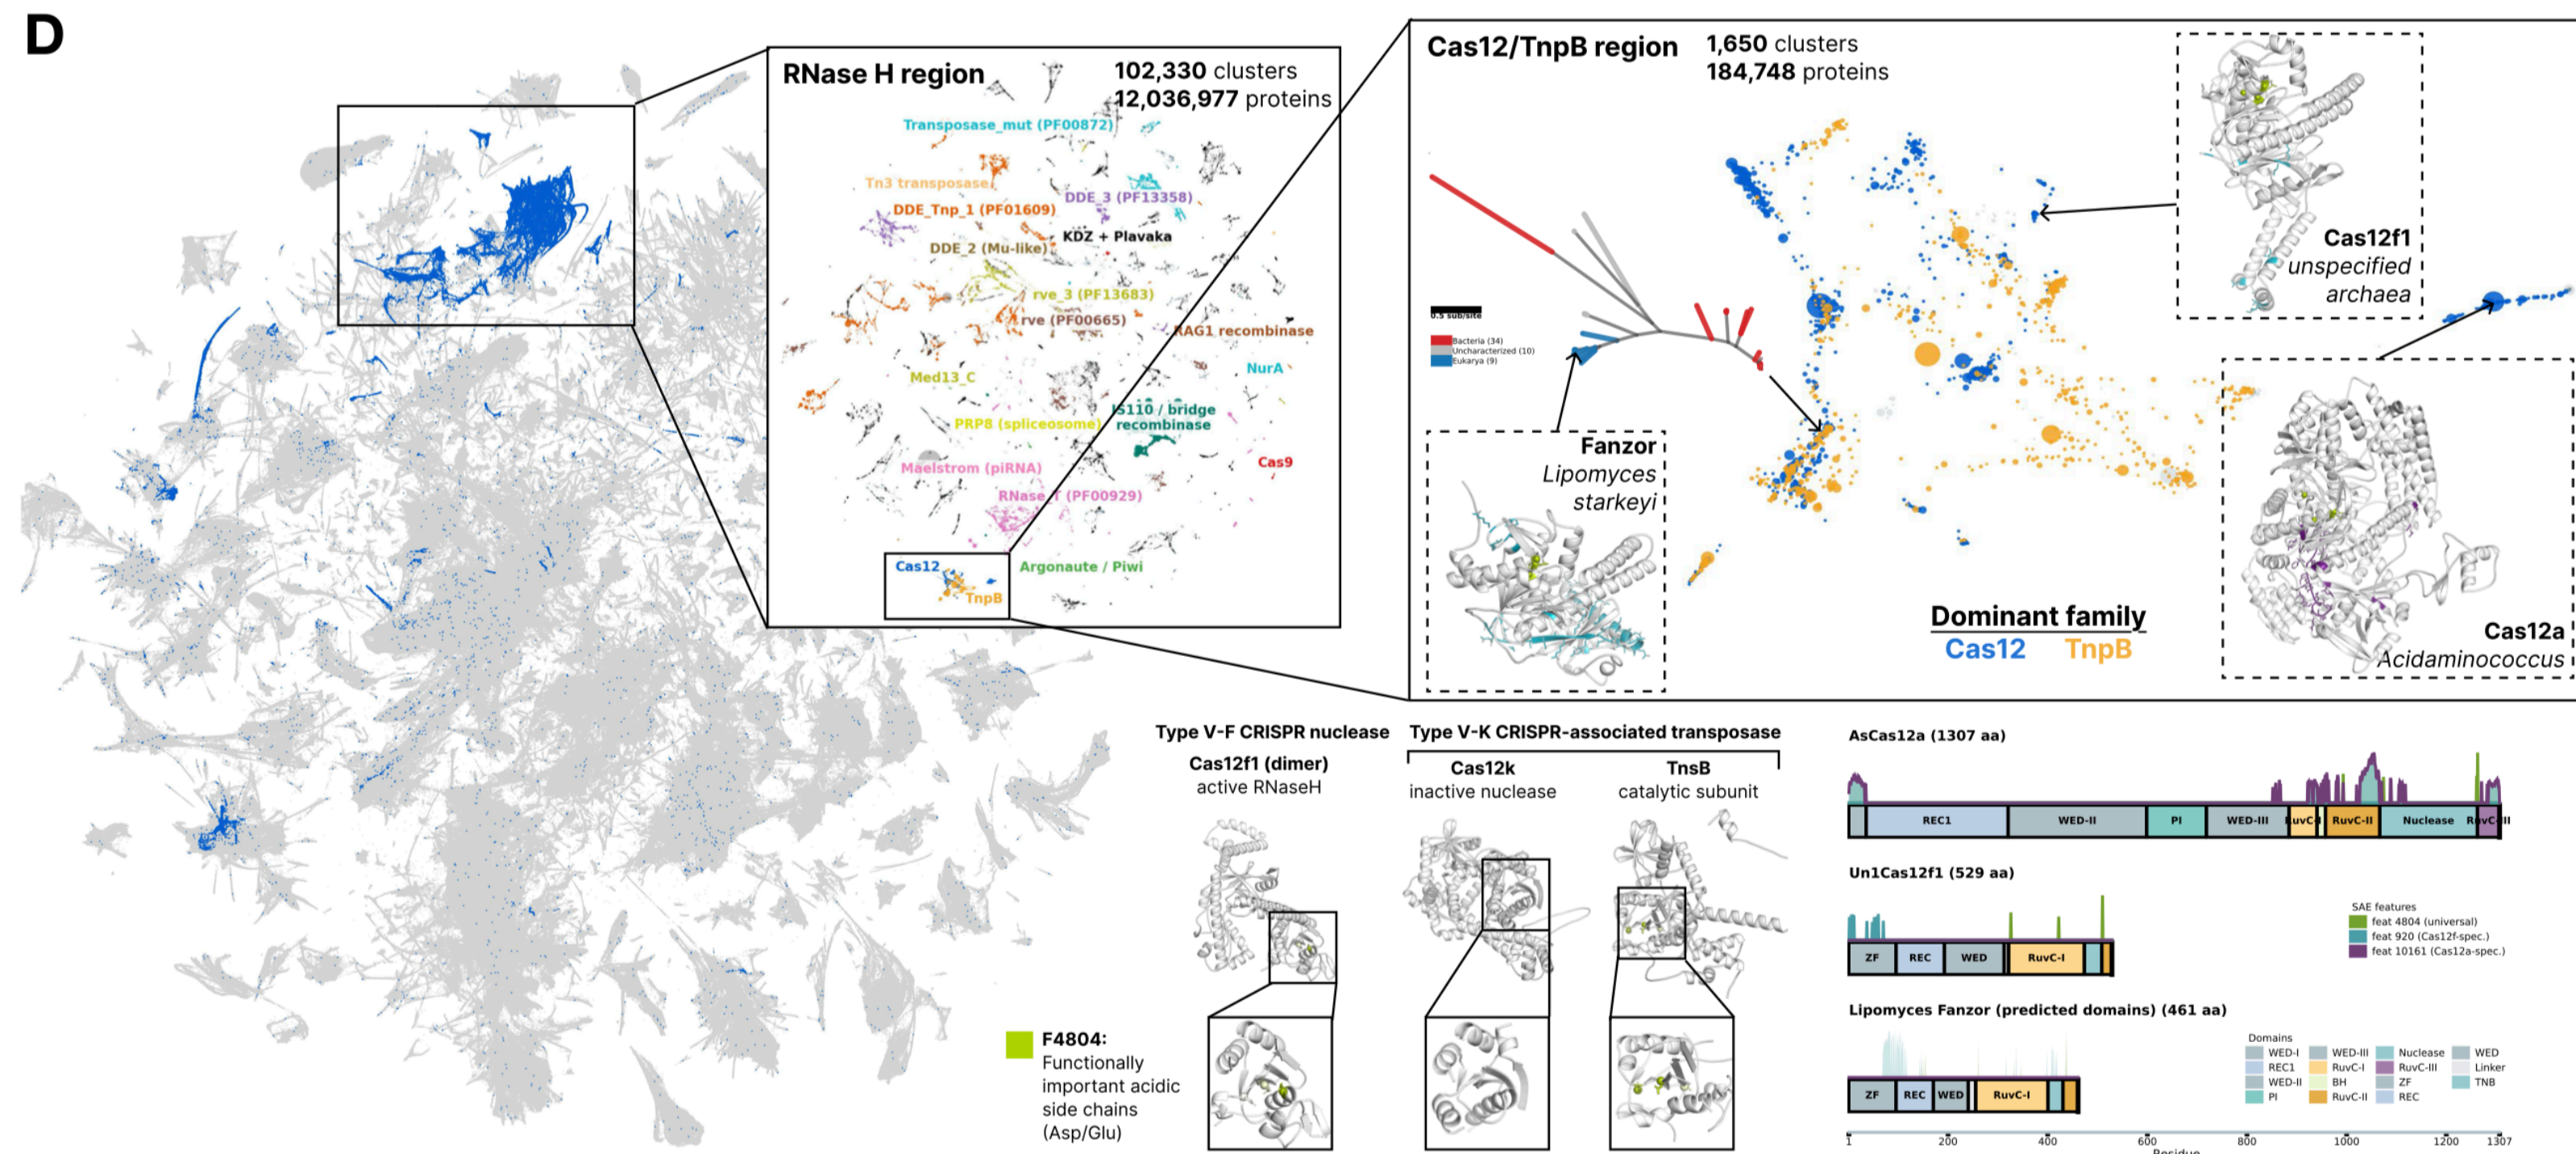 D
RNase H region
102,330 clusters
12,036,977 proteins
Transposase_mut (PF00872)
Tn3 transposase
DDE_3 (PF13358)
DDE_Tnp_1 (PF01609)
KDZ + Plavaka
DDE_2 (Mu-like)
rve_3 (PF13683)
rve (PF00665)
RAG1 recombinase
NurA
Med13_C
IS110 / bridge
recombinase
PRP8 (spliceosome)
Cas9
Maelstrom (piRNA)
RNase_T (PF00929)
Cas12
TnpB
Argonaute / Piwi
Cas12/TnpB region
1,650 clusters
184,748 proteins
0.5 sub/site
Bacteria (34)
Uncharacterized (10)
Eukarya (9)
Fanzor
Lipomyces
starkeyi
Cas12f1
unspecified
archaea
Cas12a
Acidaminococcus
Dominant family
Cas12 TnpB
Type V-F CRISPR nuclease
Cas12f1 (dimer)
active RNaseH
Type V-K CRISPR-associated transposase
Cas12k
inactive nuclease
TnsB
catalytic subunit
F4804:
Functionally
important acidic
side chains
(Asp/Glu)
AsCas12a (1307 aa)
REC1 WED-II PI WED-III RuvC-I RuvC-II Nuclease RuvC-III
Un1Cas12f1 (529 aa)
ZF REC WED RuvC-I
SAE features
feat 4804 (universal)
feat 920 (Cas12f-spec.)
feat 10161 (Cas12a-spec.)
Lipomyces Fanzor (predicted domains) (461 aa)
ZF REC WED RuvC-I
Domains
WED-I WED-III Nuclease WED
REC1 RuvC-I RuvC-III Linker
WED-II BH ZF TNB
PI RuvC-II REC
1 200 400 600 800 1000 1200 1307
Residue